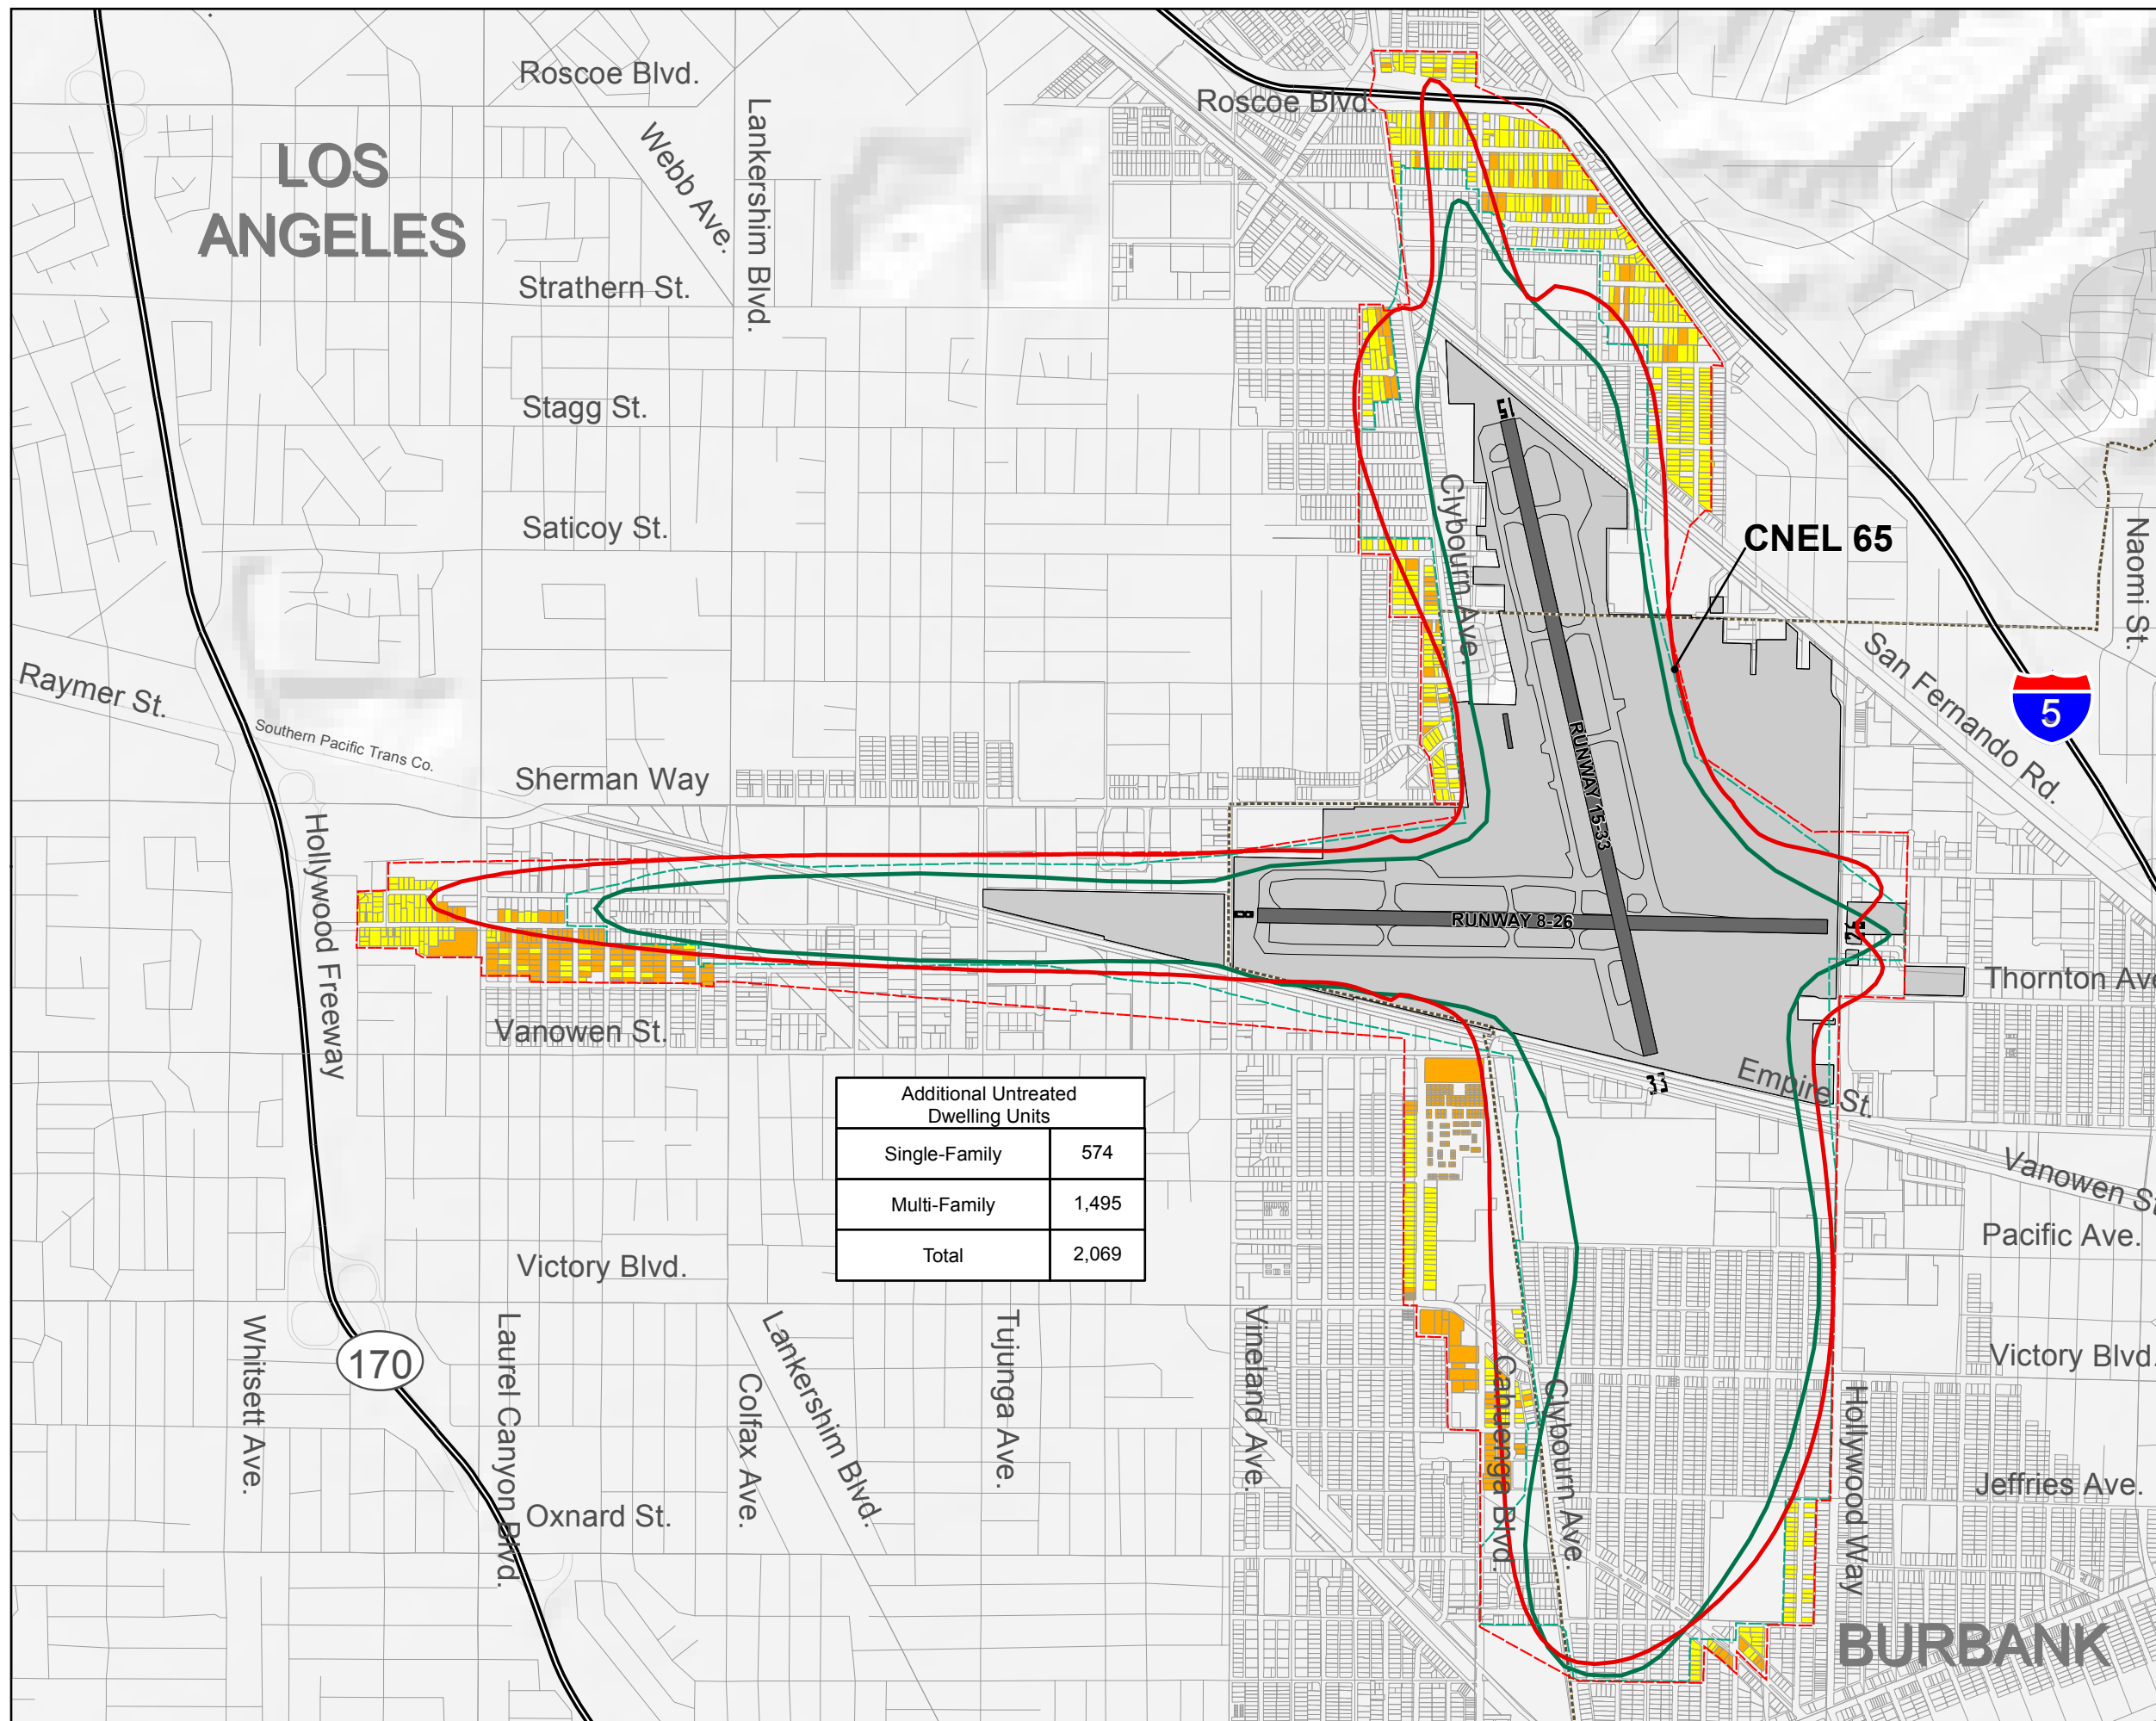 Roscoe Blvd.
Roscoe Blvd.
LOS
ANGELES
Webb Ave.
Lankershim Blvd.
Strathern St.
Stagg St.
Saticoy St.
15
Clybourn Ave.
CNEL 65
Naomi St.
Raymer St.
Southern Pacific Trans Co.
San Fernando Rd.
5
RUNWAY 15-33
Sherman Way
Hollywood Freeway
8
RUNWAY 8-26
26
Thornton Ave
Vanowen St.
33
Empire St.
Additional Untreated
Dwelling Units
Single-Family 574
Multi-Family 1,495
Total 2,069
Vanowen St
Pacific Ave.
Victory Blvd.
Whitsett Ave.
170
Laurel Canyon Blvd.
Colfax Ave.
Lankershim Blvd.
Tujunga Ave.
Vineland Ave.
Cahuenga Blvd.
Clybourn Ave.
Victory Blvd.
Hollywood Way
Jeffries Ave.
Oxnard St.
BURBANK